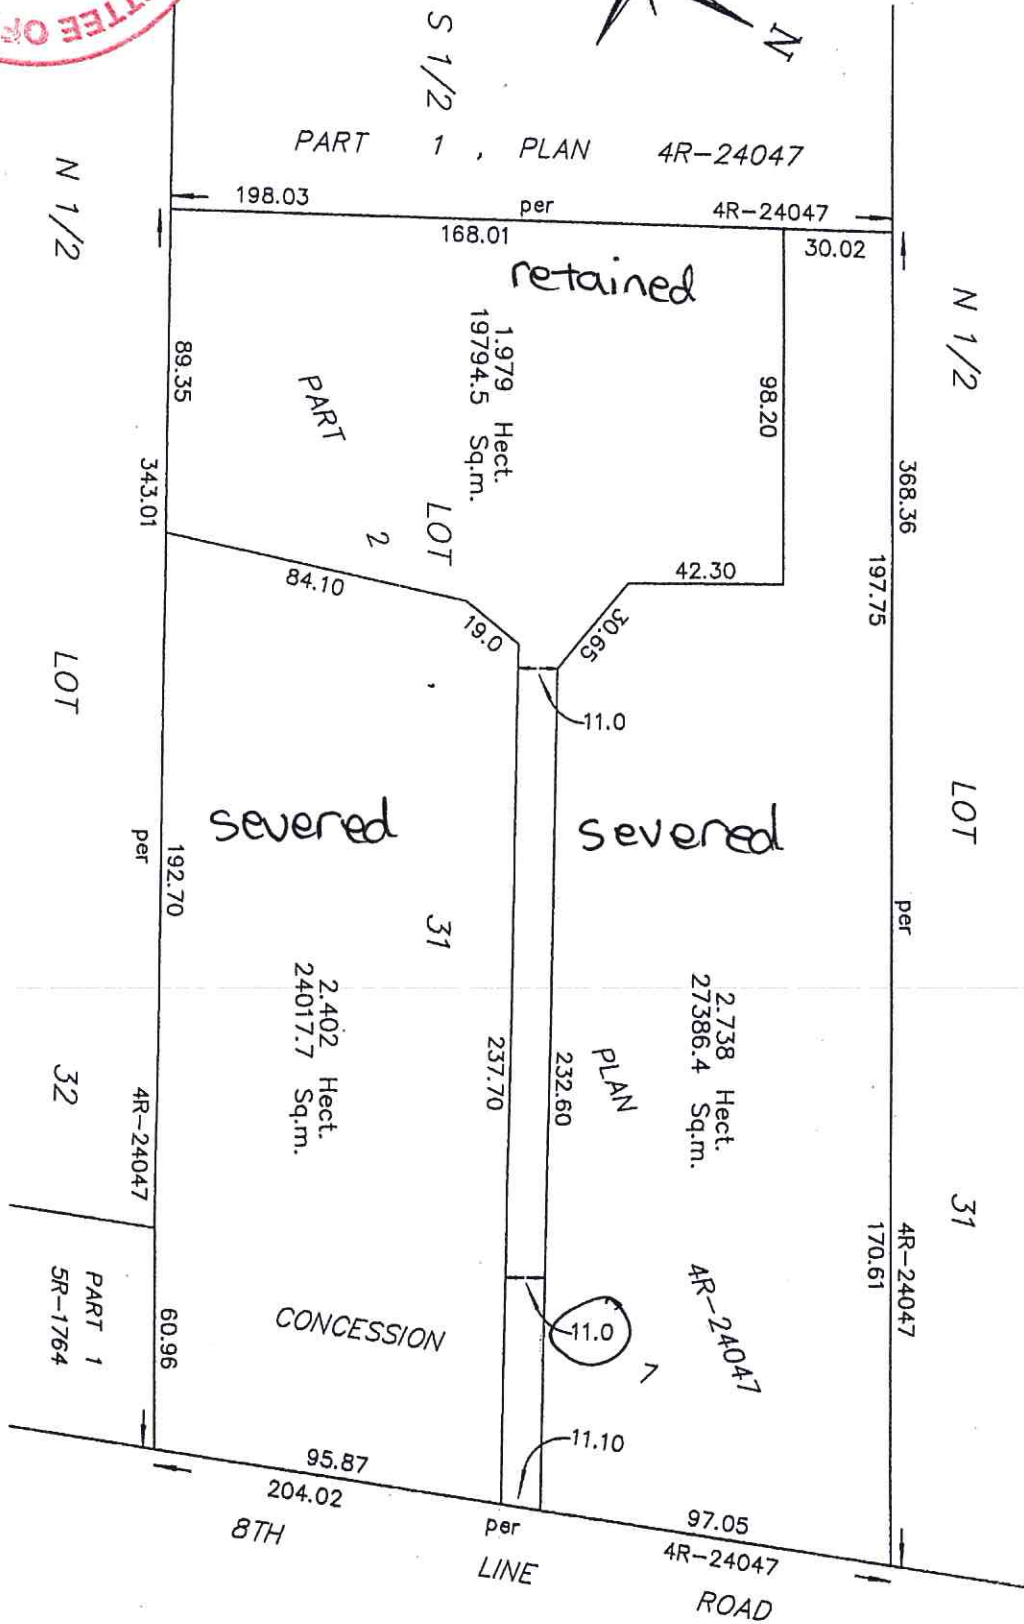 TTEE OF
N
S 1/2
PART 1 , PLAN 4R-24047
N 1/2
198.03 per 4R-24047
168.01
30.02
retained
N 1/2
1.979 Hect.
19794.5 Sq.m.
89.35
98.20
PART
2
343.01
368.36
LOT
84.10
42.30
197.75
19.0
30.65
LOT
11.0
LOT
severed
severed
per
192.70
per
31
2.402 Hect.
24017.7 Sq.m.
2.738 Hect.
27386.4 Sq.m.
237.70
232.60
PLAN
32
4R-24047
31
4R-24047
170.61
4R-24047
PART 1
5R-1764
60.96
CONCESSION
11.0
7
11.10
95.87
204.02 per
97.05
4R-24047
8TH LINE ROAD